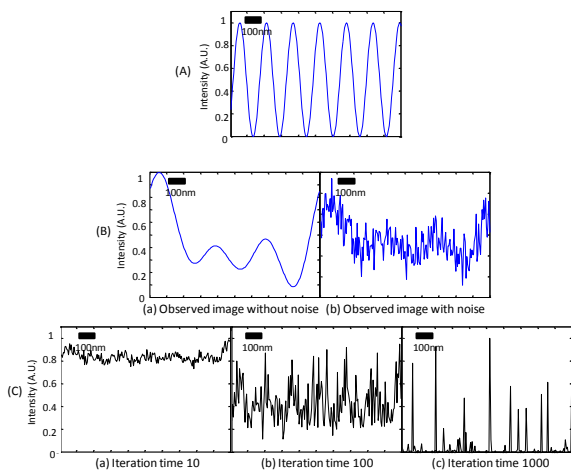 (A)
Intensity (A.U.)
1
0.8
0.6
0.4
0.2
0
100nm
(B)
Intensity (A.U.)
1
0.8
0.6
0.4
0.2
0
100nm
100nm
(a) Observed image without noise
(b) Observed image with noise
(C)
Intensity (A.U.)
1
0.8
0.6
0.4
0.2
0
100nm
100nm
100nm
(a) Iteration time 10
(b) Iteration time 100
(c) Iteration time 1000